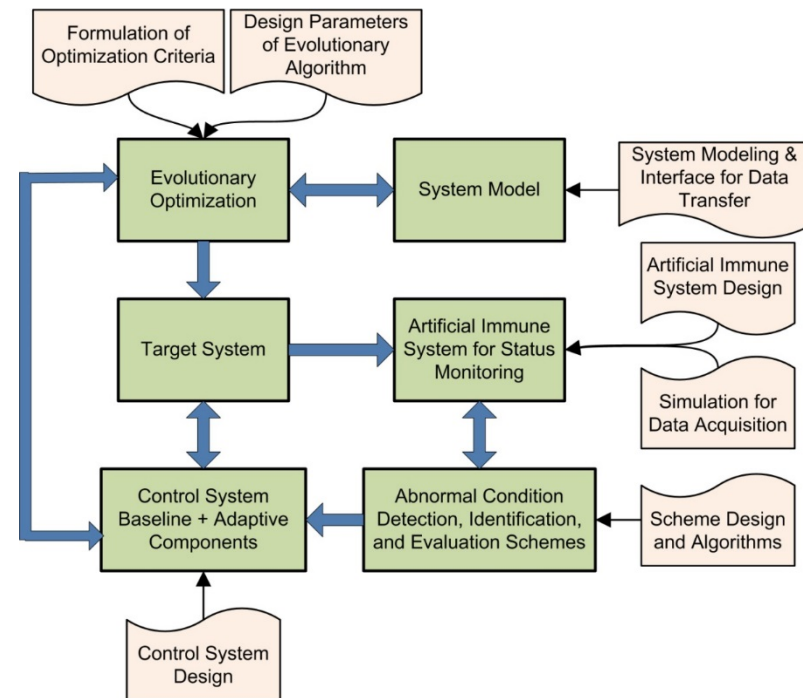 Formulation of
Optimization Criteria
Design Parameters
of Evolutionary
Algorithm
Evolutionary
Optimization
System Model
System Modeling &
Interface for Data
Transfer
Artificial Immune
System Design
Target System
Artificial Immune
System for Status
Monitoring
Simulation for
Data Acquisition
Control System
Baseline + Adaptive
Components
Abnormal Condition
Detection, Identification,
and Evaluation Schemes
Scheme Design
and Algorithms
Control System
Design